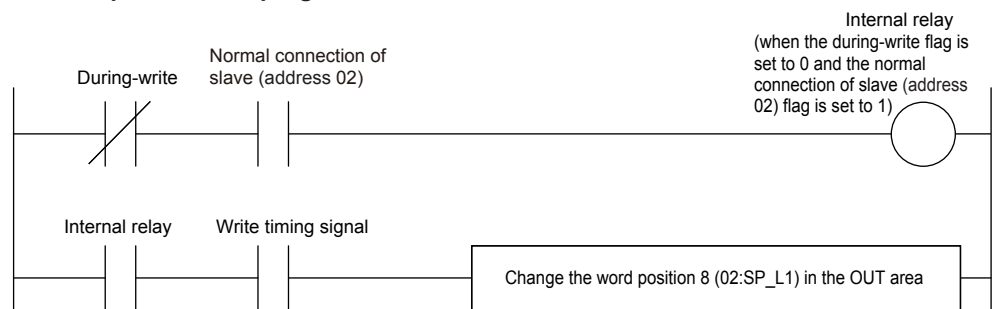 Internal relay
(when the during-write flag is
set to 0 and the normal
connection of slave (address
02) flag is set to 1)
Normal connection of
slave (address 02)
During-write
Internal relay
Write timing signal
Change the word position 8 (02:SP_L1) in the OUT area